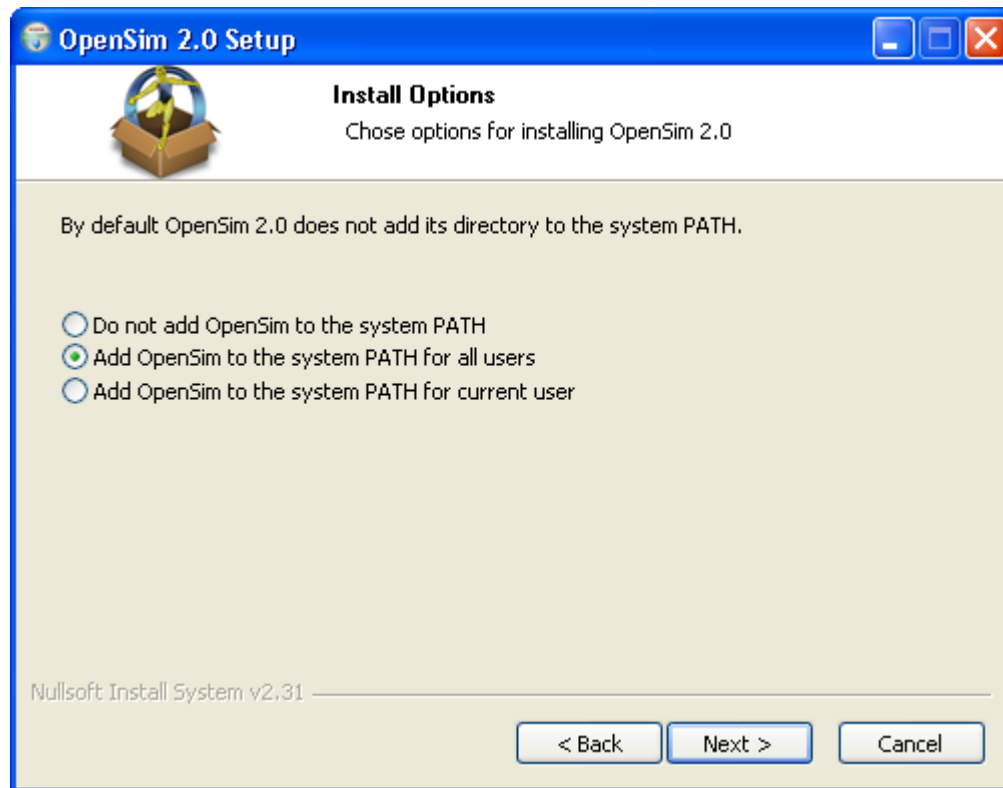 OpenSim 2.0 Setup
Install Options
Chose options for installing OpenSim 2.0
By default OpenSim 2.0 does not add its directory to the system PATH.
Do not add OpenSim to the system PATH
Add OpenSim to the system PATH for all users
Add OpenSim to the system PATH for current user
Nullsoft Install System v2.31
< Back Next > Cancel